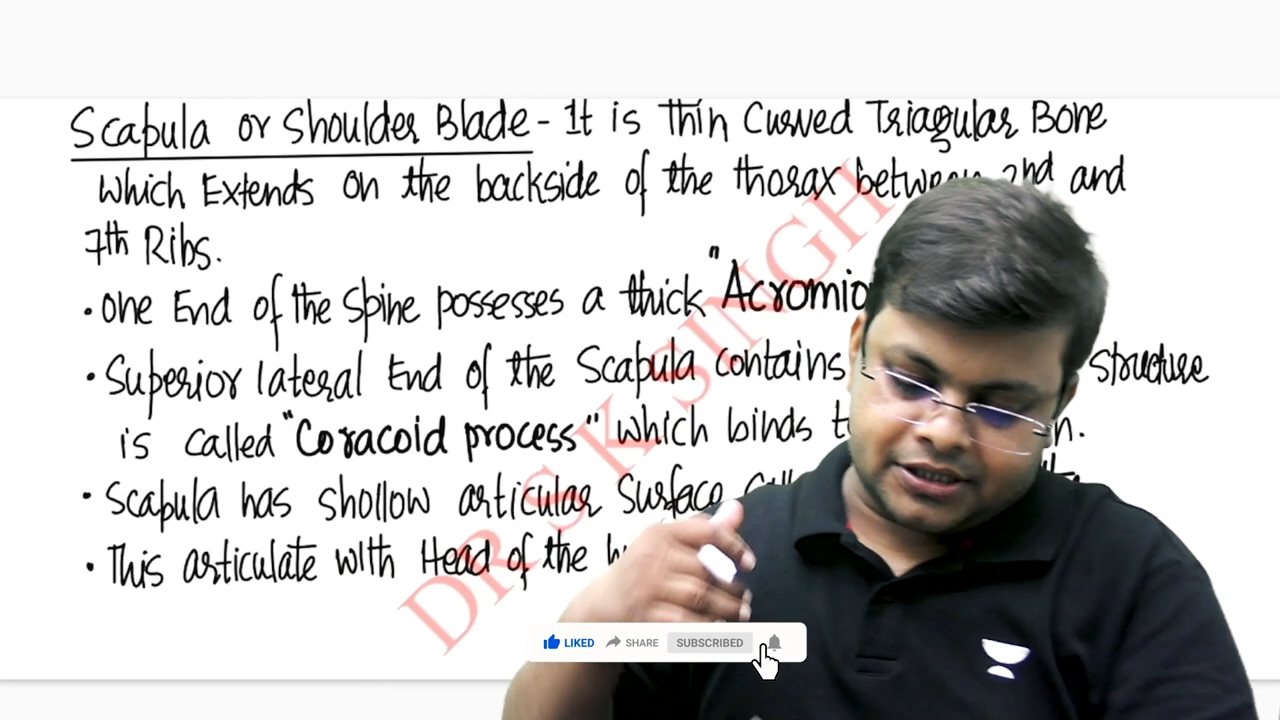 Scapula or Shoulder Blade - It is Thin Curved Triagular Bone
which Extends on the backside of the thorax between 2nd and
7th Ribs.
• One End of the Spine possesses a thick "Acromio
• Superior lateral End of the Scapula contains structure
is called "Coracoid process" which binds
• Scapula has shollow articular Surface
• This articulate with Head of the
DR S K SINGH
LIKED SHARE SUBSCRIBED